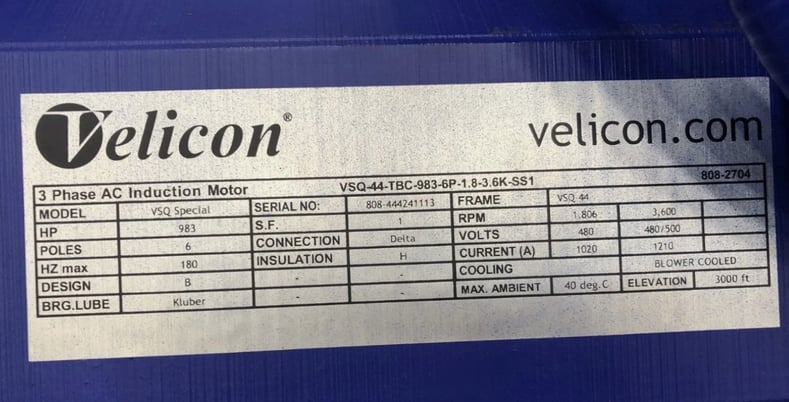 Velicon®
velicon.com
3 Phase AC Induction Motor VSQ-44-TBC-983-6P-1.8-3.6K-SS1 808-2704
MODEL VSQ Special SERIAL NO: 808-444241113 FRAME VSQ 44
HP 983 S.F. 1 RPM 1,806 3,600
POLES 6 CONNECTION Delta VOLTS 480 480/500
HZ max 180 INSULATION H CURRENT (A) 1020 1210
DESIGN B - - COOLING BLOWER COOLED
BRG.LUBE Kluber - - MAX. AMBIENT 40 deg.C ELEVATION 3000 ft